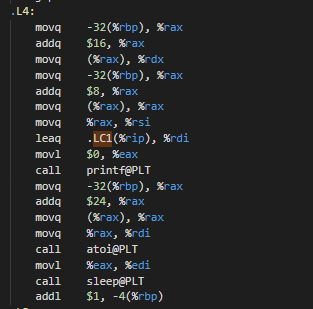 .L4:
movq -32(%rbp), %rax
addq $16, %rax
movq (%rax), %rdx
movq -32(%rbp), %rax
addq $8, %rax
movq (%rax), %rax
movq %rax, %rsi
leaq .LC1(%rip), %rdi
movl $0, %eax
call printf@PLT
movq -32(%rbp), %rax
addq $24, %rax
movq (%rax), %rax
movq %rax, %rdi
call atoi@PLT
movl %eax, %edi
call sleep@PLT
addl $1, -4(%rbp)